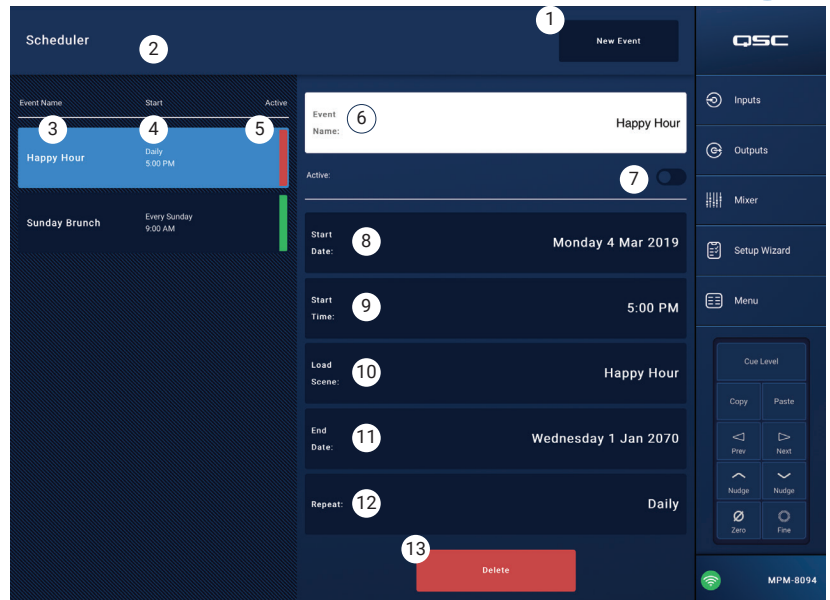 1
Scheduler
2
New Event
QSC
Event Name
Start
Active
3
4
5
Happy Hour
Daily
5:00 PM
Sunday Brunch
Every Sunday
9:00 AM
Event
Name:
6
Happy Hour
Active:
7
Start
Date:
8
Monday 4 Mar 2019
Start
Time:
9
5:00 PM
Load
Scene:
10
Happy Hour
End
Date:
11
Wednesday 1 Jan 2070
Repeat:
12
Daily
13
Delete
Inputs
Outputs
Mixer
Setup Wizard
Menu
Cue Level
Copy
Paste
Prev
Next
Nudge
Nudge
Zero
Fine
MPM-8094